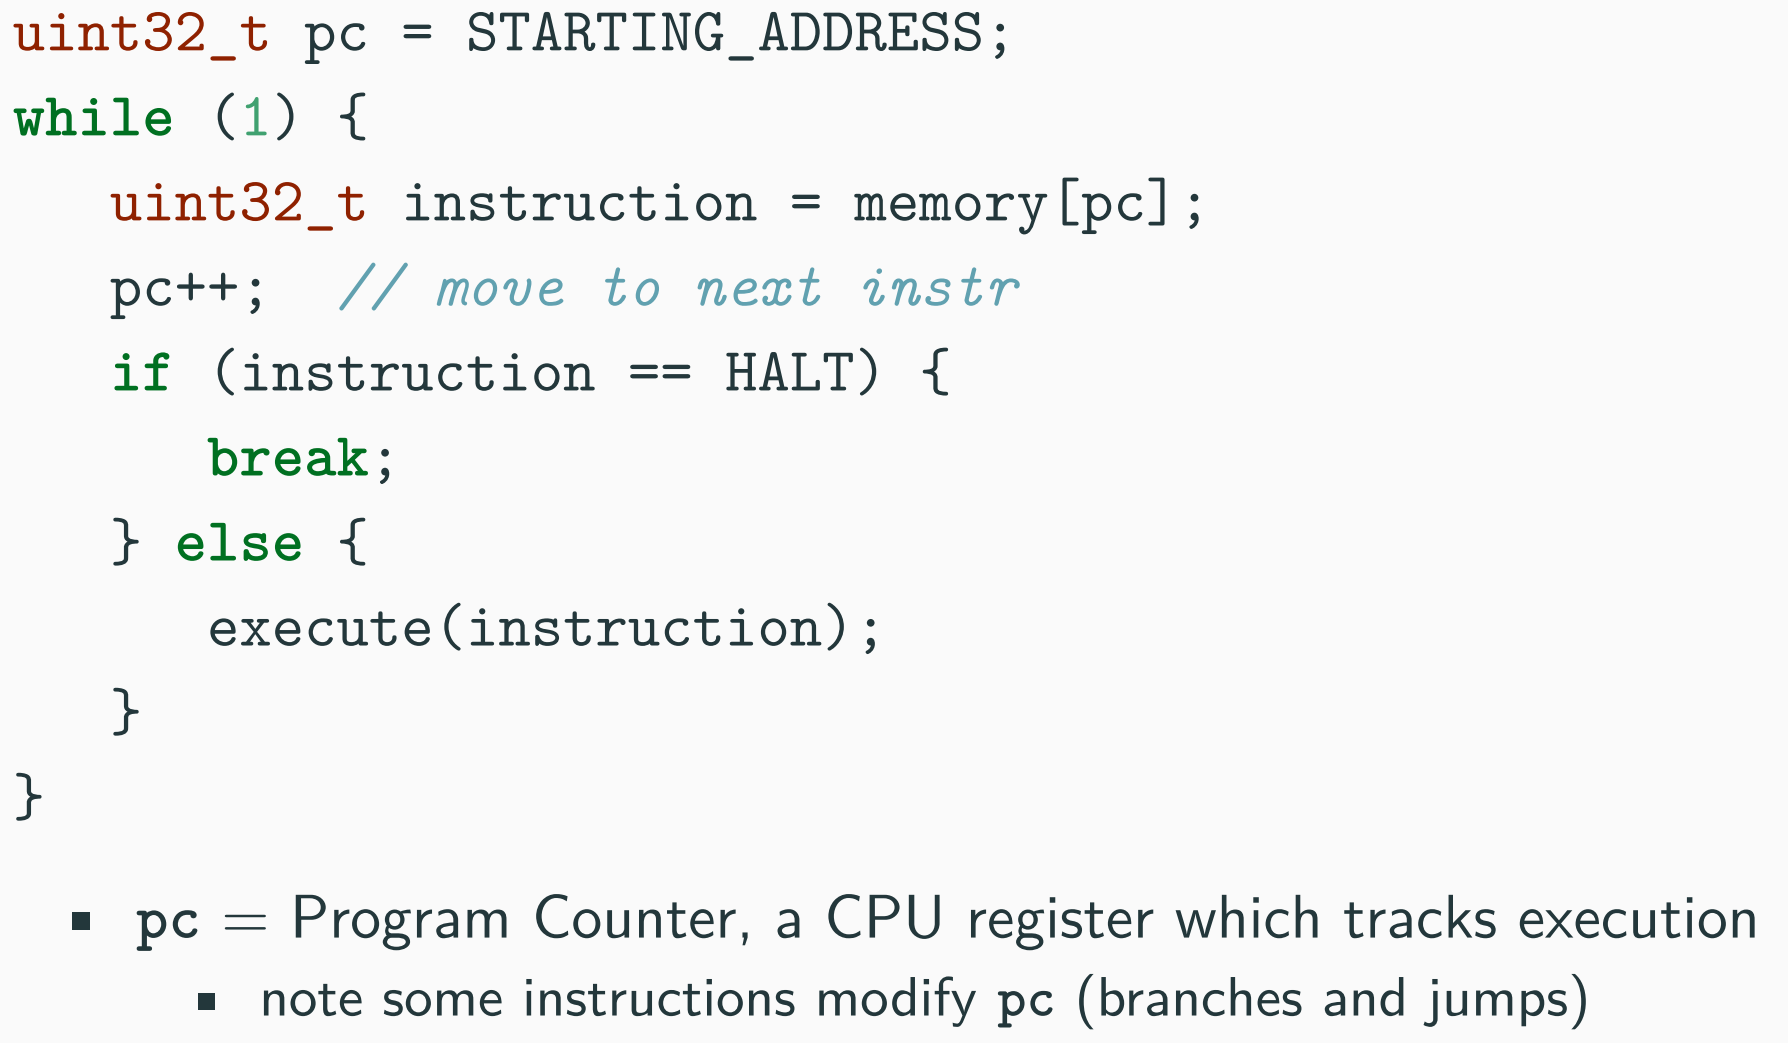 uint32_t pc = STARTING_ADDRESS;
while (1) {
   uint32_t instruction = memory[pc];
   pc++;  // move to next instr
   if (instruction == HALT) {
      break;
   } else {
      execute(instruction);
   }
}
▪ pc = Program Counter, a CPU register which tracks execution
▪ note some instructions modify pc (branches and jumps)